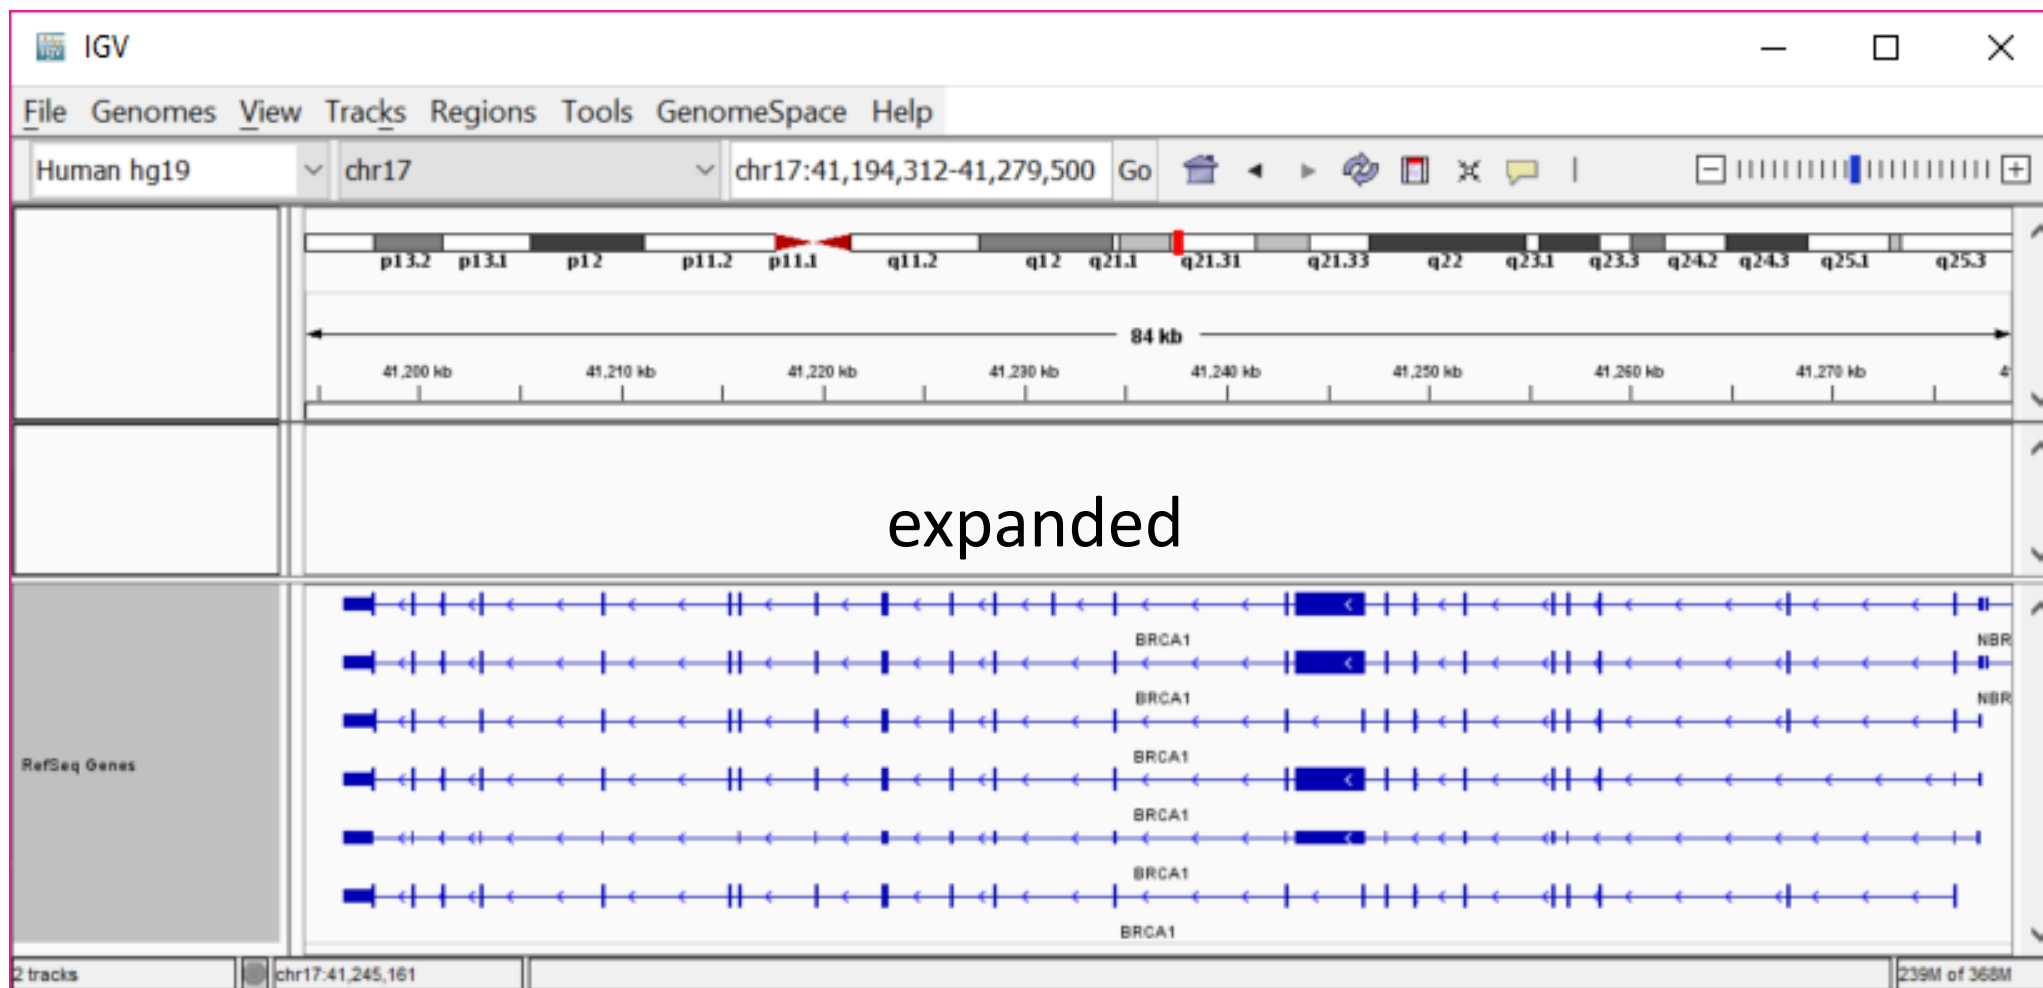 IGV
File Genomes View Tracks Regions Tools GenomeSpace Help
Human hg19 chr17 chr17:41,194,312-41,279,500 Go
p13.2 p13.1 p12 p11.2 p11.1 q11.2 q12 q21.1 q21.31 q21.33 q22 q23.1 q23.3 q24.2 q24.3 q25.1 q25.3
84 kb
41,200 kb 41,210 kb 41,220 kb 41,230 kb 41,240 kb 41,250 kb 41,260 kb 41,270 kb
expanded
BRCA1 NBR
BRCA1 NBR
BRCA1
RefSeq Genes
BRCA1
BRCA1
BRCA1
2 tracks chr17:41,245,161 239M of 368M